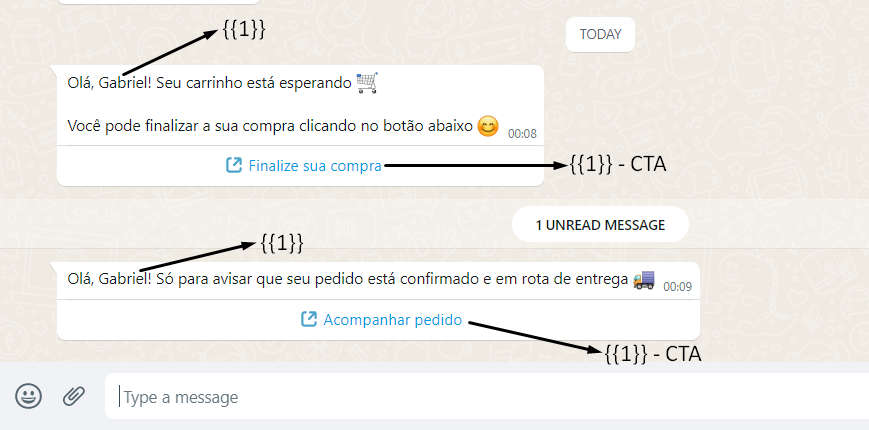 {{1}}
TODAY
Olá, Gabriel! Seu carrinho está esperando 🛒
Você pode finalizar a sua compra clicando no botão abaixo 😊 00:08
Finalize sua compra
{{1}} - CTA
1 UNREAD MESSAGE
{{1}}
Olá, Gabriel! Só para avisar que seu pedido está confirmado e em rota de entrega 🚚 00:09
Acompanhar pedido
{{1}} - CTA
Type a message